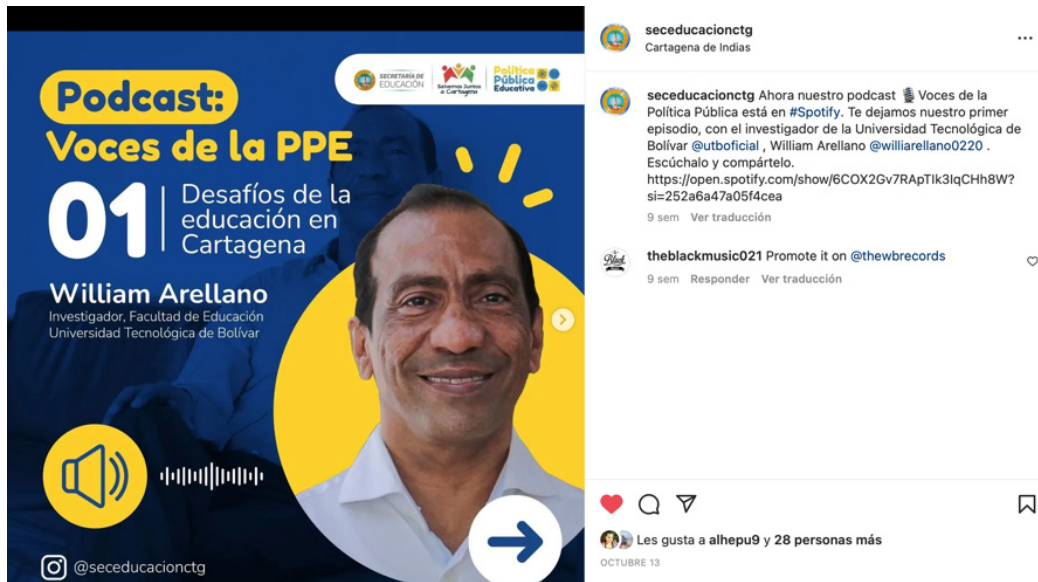 SECRETARÍA DE
EDUCACIÓN
Salvemos Juntos
a Cartagena
Política
Pública
Educativa
Podcast:
Voces de la PPE
01
Desafíos de la
educación en
Cartagena
William Arellano
Investigador, Facultad de Educación
Universidad Tecnológica de Bolívar
@seceducacionctg
seceducacionctg
Cartagena de Indias
seceducacionctg Ahora nuestro podcast 🎙️ Voces de la
Política Pública está en #Spotify. Te dejamos nuestro primer
episodio, con el investigador de la Universidad Tecnológica de
Bolívar @utboficial , William Arellano @williarellano0220 .
Escúchalo y compártelo.
https://open.spotify.com/show/6COX2Gv7RApTIk3IqCHh8W?
si=252a6a47a05f4cea
9 sem Ver traducción
Black
theblackmusic021 Promote it on @thewbrecords
9 sem Responder Ver traducción
Les gusta a alhepu9 y 28 personas más
OCTUBRE 13